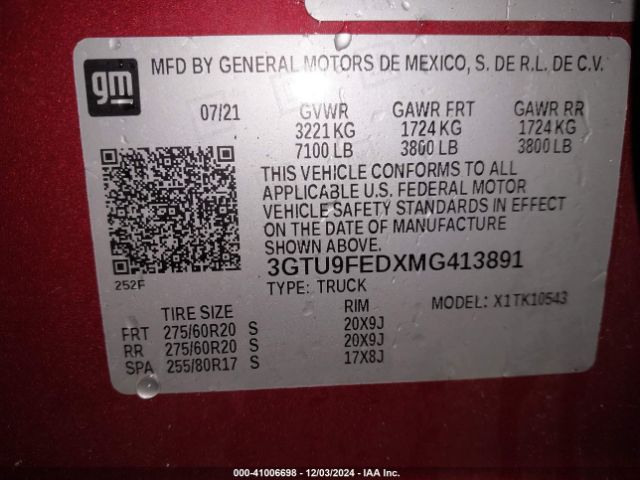 gm MFD BY GENERAL MOTORS DE MEXICO, S. DE R.L. DE C.V.
07/21 GVWR GAWR FRT GAWR RR
3221 KG 1724 KG 1724 KG
7100 LB 3800 LB 3800 LB
THIS VEHICLE CONFORMS TO ALL
APPLICABLE U.S. FEDERAL MOTOR
VEHICLE SAFETY STANDARDS IN EFFECT
ON THE DATE OF MANUFACTURE
SHOWN ABOVE.
3GTU9FEDXMG413891
252F TYPE: TRUCK
TIRE SIZE RIM MODEL: X1TK10543
FRT 275/60R20 S 20X9J
RR 275/60R20 S 20X9J
SPA 255/80R17 S 17X8J
000-41006698 - 12/03/2024 - IAA Inc.